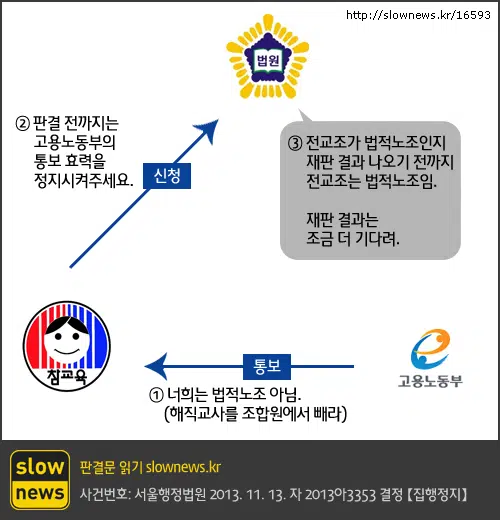 http://slownews.kr/16593
법원
② 판결 전까지는
고용노동부의
통보 효력을
정지시켜주세요.
신청
③ 전교조가 법적노조인지
재판 결과 나오기 전까지
전교조는 법적노조임.
재판 결과는
조금 더 기다려.
참교육
통보
고용노동부
① 너희는 법적노조 아님.
(해직교사를 조합원에서 빼라)
slow
news
판결문 읽기 slownews.kr
사건번호: 서울행정법원 2013. 11. 13. 자 2013아3353 결정 【집행정지】